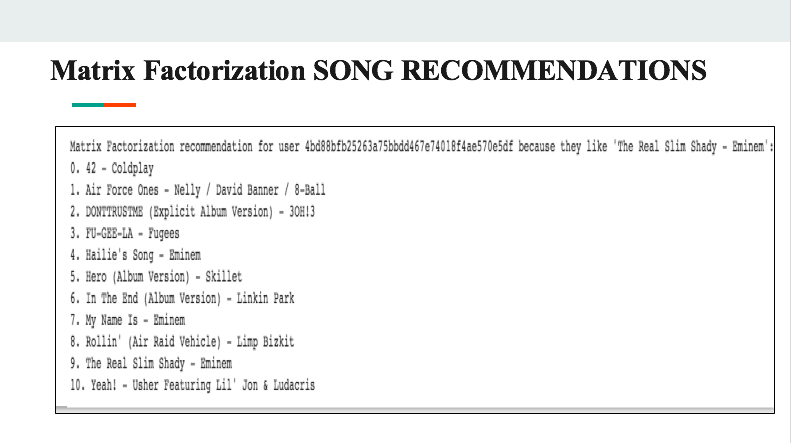 Matrix Factorization SONG RECOMMENDATIONS
Matrix Factorization recommendation for user 4bd88bfb25263a75bbdd467e74018f4ae570e5df because they like 'The Real Slim Shady - Eminem':
0. 42 - Coldplay
1. Air Force Ones - Nelly / David Banner / 8-Ball
2. DONTTRUSTME (Explicit Album Version) - 3OH!3
3. FU-GEE-LA - Fugees
4. Hailie's Song - Eminem
5. Hero (Album Version) - Skillet
6. In The End (Album Version) - Linkin Park
7. My Name Is - Eminem
8. Rollin' (Air Raid Vehicle) - Limp Bizkit
9. The Real Slim Shady - Eminem
10. Yeah! - Usher Featuring Lil' Jon & Ludacris